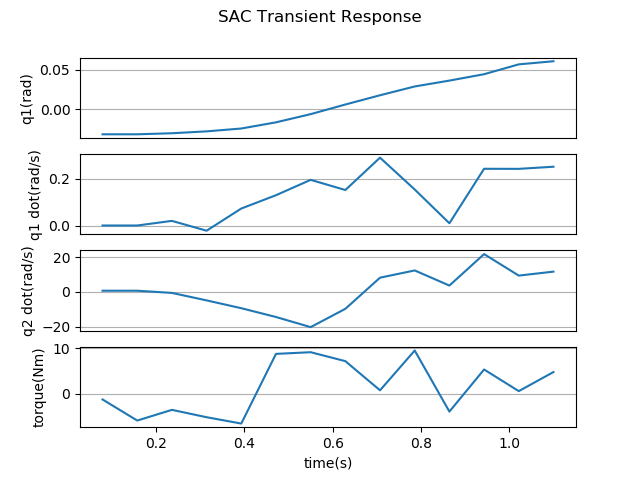 SAC Transient Response
q1(rad)
0.05
0.00
q1 dot(rad/s)
0.2
0.0
q2 dot(rad/s)
20
0
−20
torque(Nm)
10
0
0.2 0.4 0.6 0.8 1.0
time(s)